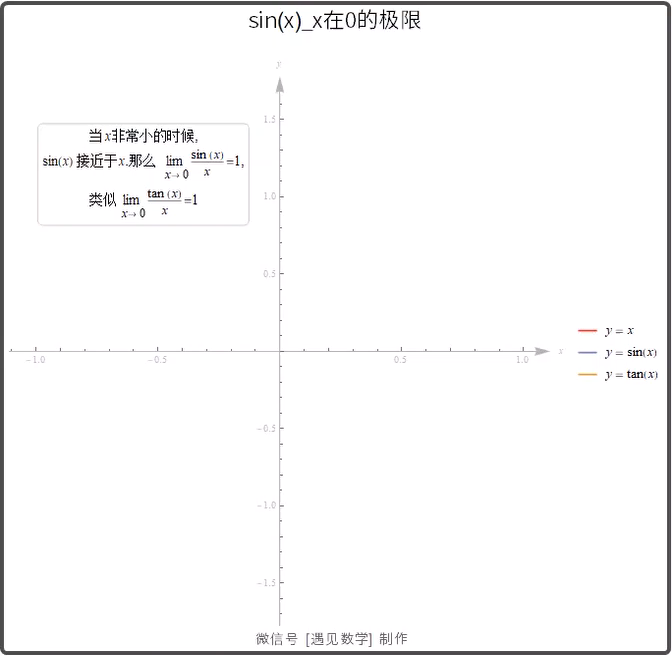 sin(x)_x在0的极限
y
当x非常小的时候,
sin(x) 接近于x.那么 lim x→0 sin (x)/x =1,
类似 lim x→0 tan (x)/x =1
1.5
1.0
0.5
-1.0 -0.5 0.5 1.0 x
-0.5
-1.0
-1.5
y = x
y = sin(x)
y = tan(x)
微信号 [遇见数学] 制作